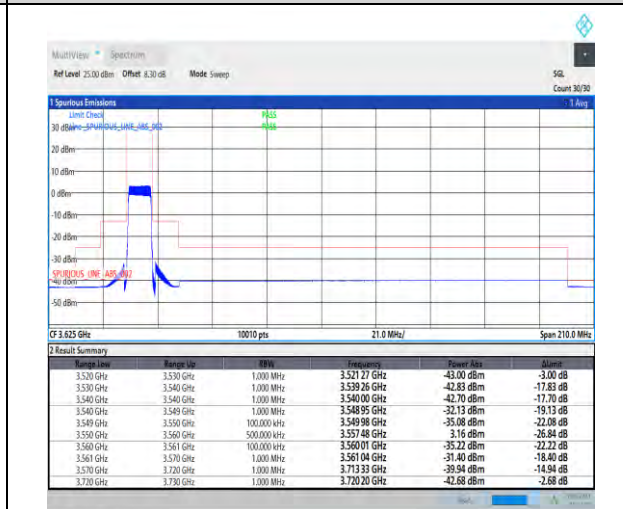 MultiView Spectrum
Ref Level 25.00 dBm Offset 8.30 dB Mode Sweep SGL
Count 30/30
1 Spurious Emissions 1 Avg
Limit Check PASS
30 dBm Line _SPURIOUS_LINE_ABS_002 PASS
20 dBm
10 dBm
0 dBm
-10 dBm
-20 dBm
-30 dBm
SPURIOUS_LINE_ABS_002
-40 dBm
-50 dBm
CF 3.625 GHz 10010 pts 21.0 MHz/ Span 210.0 MHz
2 Result Summary
Range Low Range Up RBW Frequency Power Abs ΔLimit
3.520 GHz 3.530 GHz 1.000 MHz 3.521 27 GHz -43.00 dBm -3.00 dB
3.530 GHz 3.540 GHz 1.000 MHz 3.539 26 GHz -42.83 dBm -17.83 dB
3.540 GHz 3.540 GHz 1.000 MHz 3.540 00 GHz -42.70 dBm -17.70 dB
3.540 GHz 3.549 GHz 1.000 MHz 3.548 95 GHz -32.13 dBm -19.13 dB
3.549 GHz 3.550 GHz 100.000 kHz 3.549 98 GHz -35.08 dBm -22.08 dB
3.550 GHz 3.560 GHz 500.000 kHz 3.557 48 GHz 3.16 dBm -26.84 dB
3.560 GHz 3.561 GHz 100.000 kHz 3.560 01 GHz -35.22 dBm -22.22 dB
3.561 GHz 3.570 GHz 1.000 MHz 3.561 04 GHz -31.40 dBm -18.40 dB
3.570 GHz 3.720 GHz 1.000 MHz 3.713 33 GHz -39.94 dBm -14.94 dB
3.720 GHz 3.730 GHz 1.000 MHz 3.720 20 GHz -42.68 dBm -2.68 dB